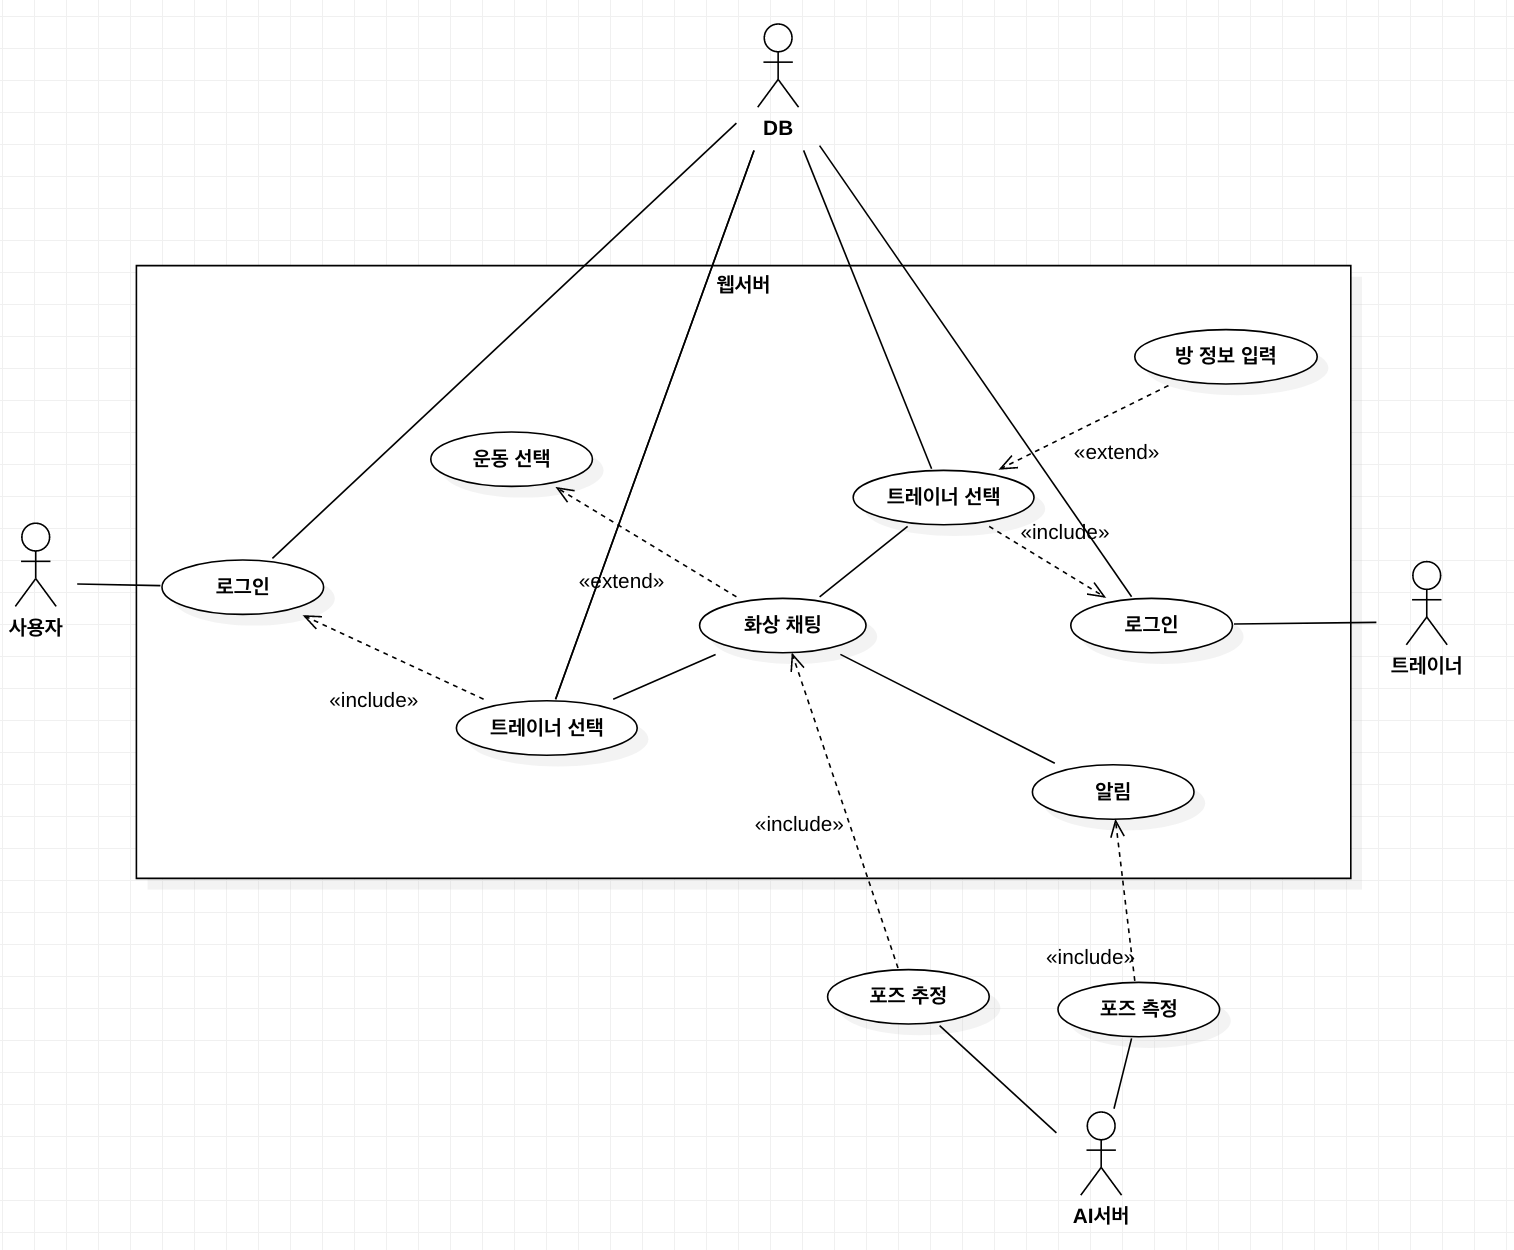 DB
웹서버
방 정보 입력
«extend»
운동 선택
트레이너 선택
«include»
«extend»
로그인
사용자
화상 채팅
로그인
트레이너
«include»
트레이너 선택
알림
«include»
«include»
포즈 추정
포즈 측정
AI서버